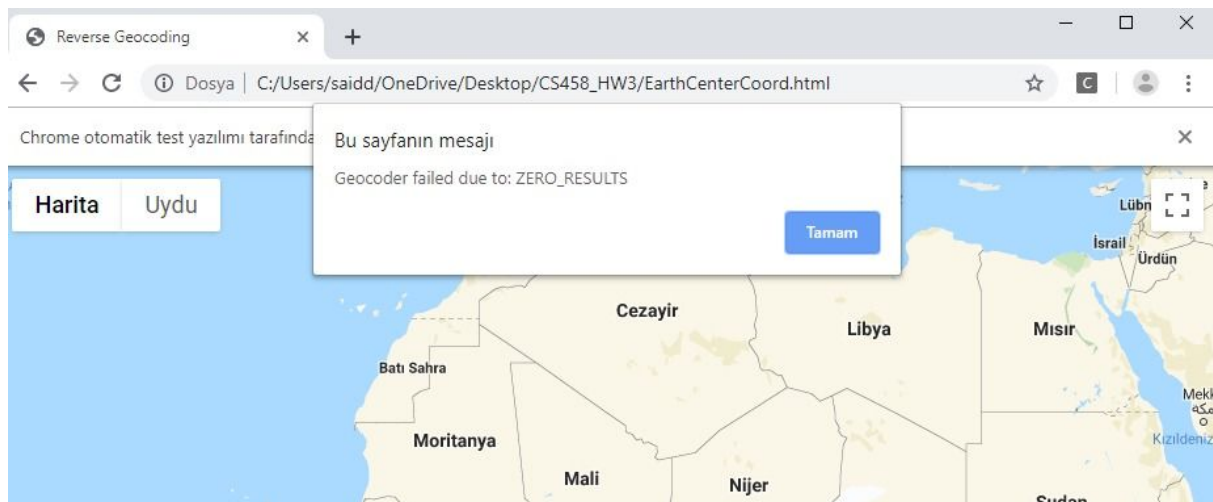 Reverse Geocoding
Dosya | C:/Users/saidd/OneDrive/Desktop/CS458_HW3/EarthCenterCoord.html
C
Chrome otomatik test yazılımı tarafında
Bu sayfanın mesajı
Geocoder failed due to: ZERO_RESULTS
Tamam
Harita Uydu
Lübn
İsrail
Ürdün
Cezayir
Libya
Mısır
Batı Sahra
Mekk
مكة
Moritanya
Kızıldeniz
Mali
Nijer
Sudan